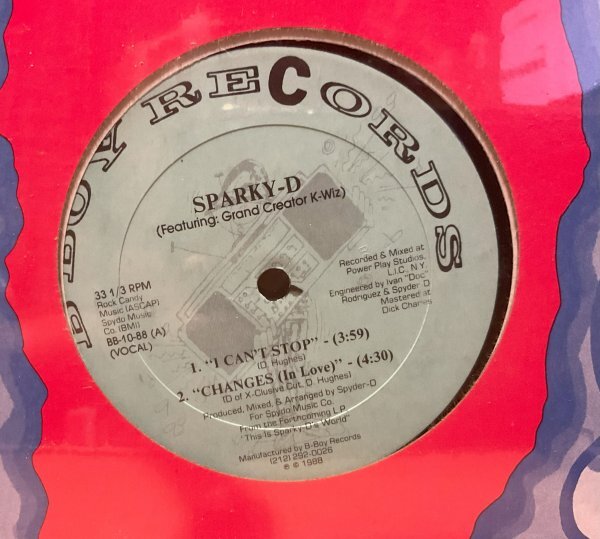 B-BOY RECORDS
SPARKY-D
(Featuring: Grand Creator K-Wiz)
33 1/3 RPM
Rock Candy
Music (ASCAP)
Spydo Music
Co. (BMI)
BB-10-88 (A)
(VOCAL)
Recorded & Mixed at
Power Play Studios,
L.I.C., N.Y.
Engineered by Ivan "Doc"
Rodriguez & Spyder D
Mastered at
Dick Charles
1. "I CAN'T STOP" - (3:59)
(D. Hughes)
2. "CHANGES (In Love)" - (4:30)
(D of X-Clusive Cut, D. Hughes)
Produced, Mixed, & Arranged by Spyder-D
For Spydo Music Co.
From the Forthcoming LP
"This Is Sparky D's World"
Manufactured by B-Boy Records
(212) 292-0026
℗ © 1988